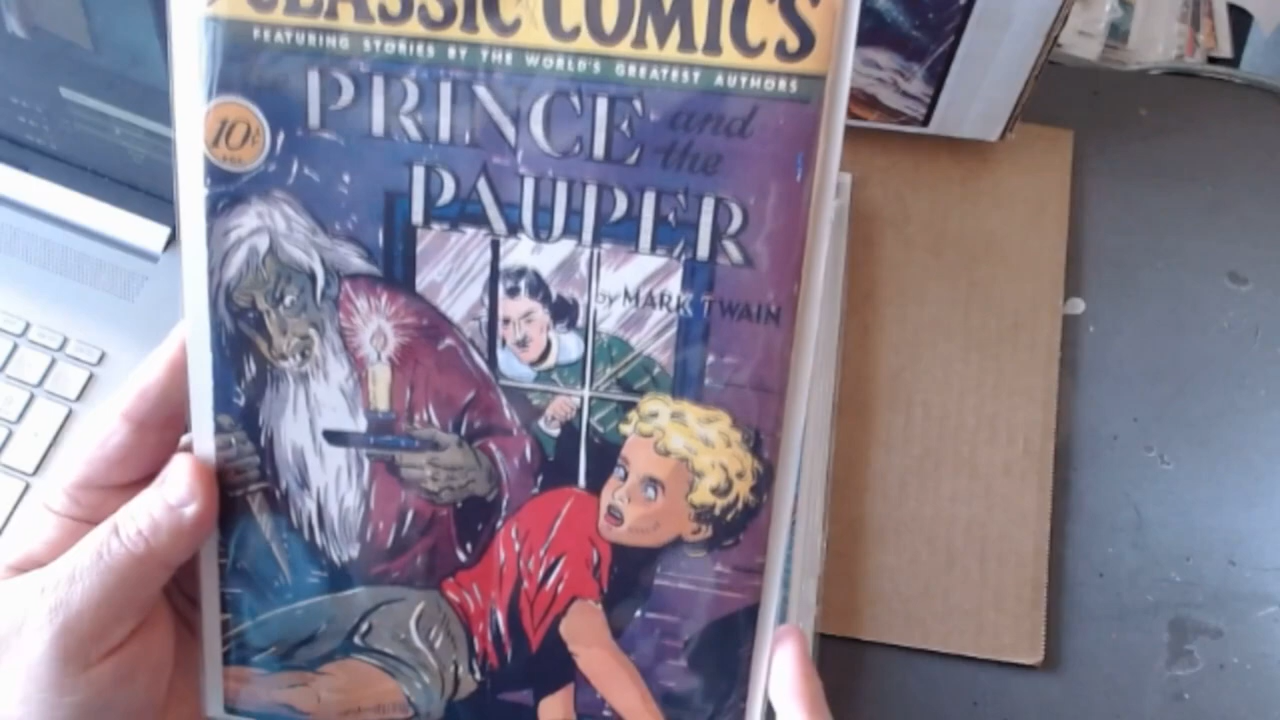 CLASSIC COMICS
FEATURING STORIES BY THE WORLD'S GREATEST AUTHORS
10¢
PRINCE and
the
PAUPER
by MARK TWAIN